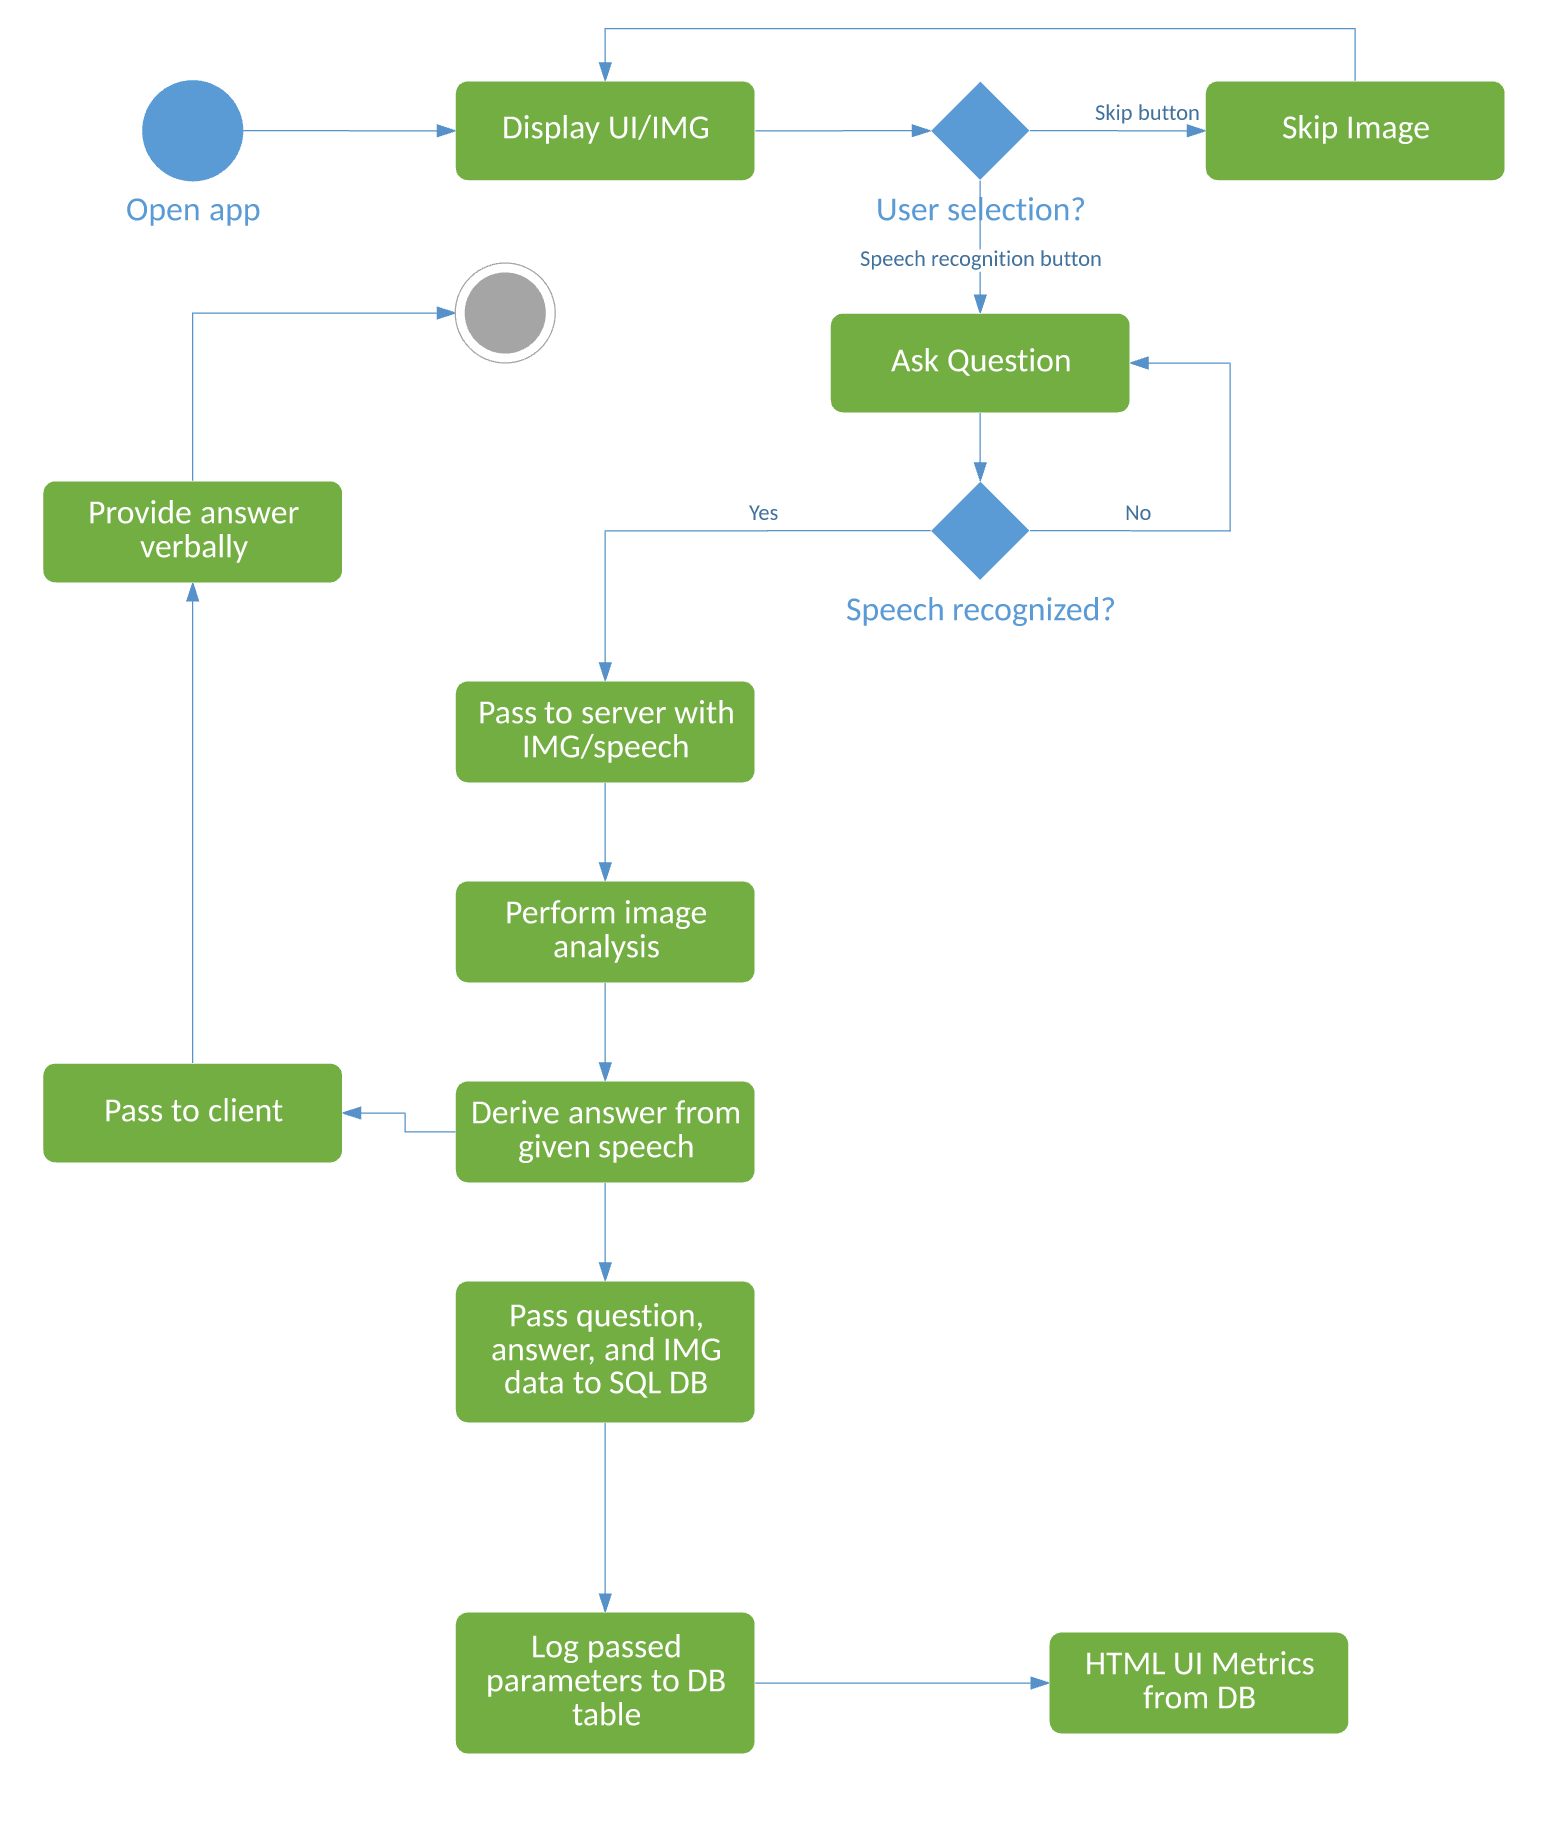 Display UI/IMG
Skip button
Skip Image
Open app
User selection?
Speech recognition button
Ask Question
Provide answer
verbally
Yes
No
Speech recognized?
Pass to server with
IMG/speech
Perform image
analysis
Pass to client
Derive answer from
given speech
Pass question,
answer, and IMG
data to SQL DB
Log passed
parameters to DB
table
HTML UI Metrics
from DB